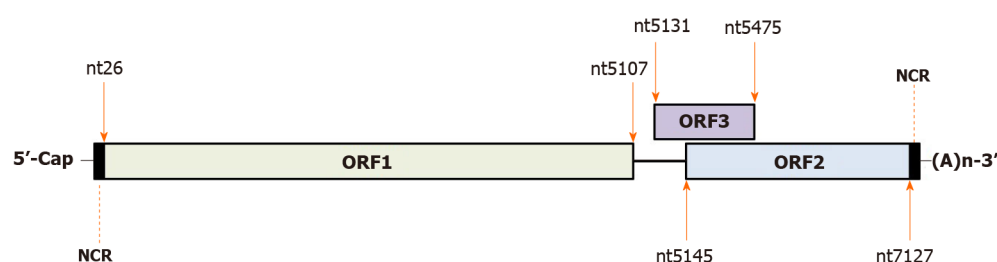 nt5131 nt5475
nt26 nt5107 NCR
ORF3
5’-Cap ORF1 ORF2 (A)n-3’
NCR nt5145 nt7127